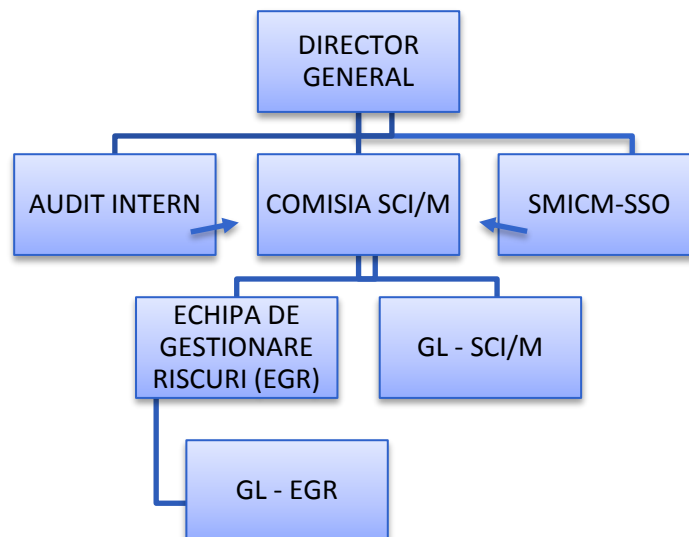 DIRECTOR
GENERAL
AUDIT INTERN
COMISIA SCI/M
SMICM-SSO
ECHIPA DE
GESTIONARE
RISCURI (EGR)
GL - SCI/M
GL - EGR